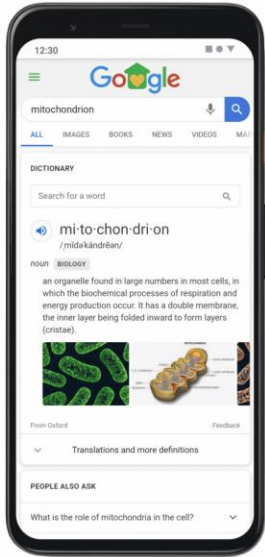 12:30
Google
mitochondrion
ALL IMAGES BOOKS NEWS VIDEOS
DICTIONARY
Search for a word
mi·to·chon·dri·on
/ˌmīdəˈkändrēən/
noun BIOLOGY
an organelle found in large numbers in most cells, in
which the biochemical processes of respiration and
energy production occur. It has a double membrane,
the inner layer being folded inward to form layers
(cristae).
From Oxford Feedback
Translations and more definitions
PEOPLE ALSO ASK
What is the role of mitochondria in the cell?